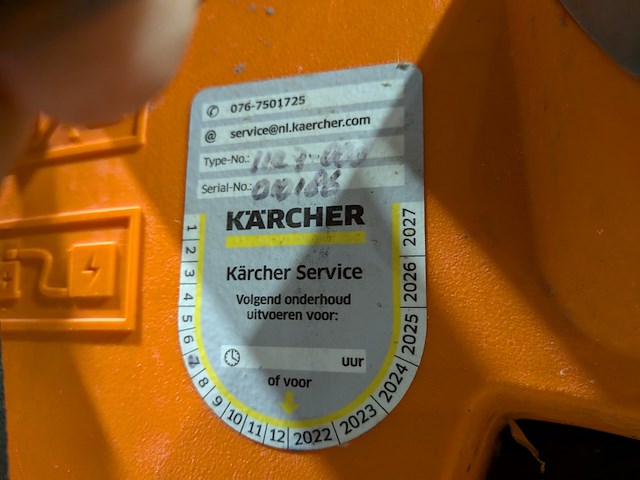 076-7501725
@ service@nl.kaercher.com
Type-No.:
Serial-No.:
KÄRCHER
Kärcher Service
Volgend onderhoud
uitvoeren voor:
uur
of voor
1 2 3 4 5 6 7 8 9 10 11 12 2022 2023 2024 2025 2026 2027